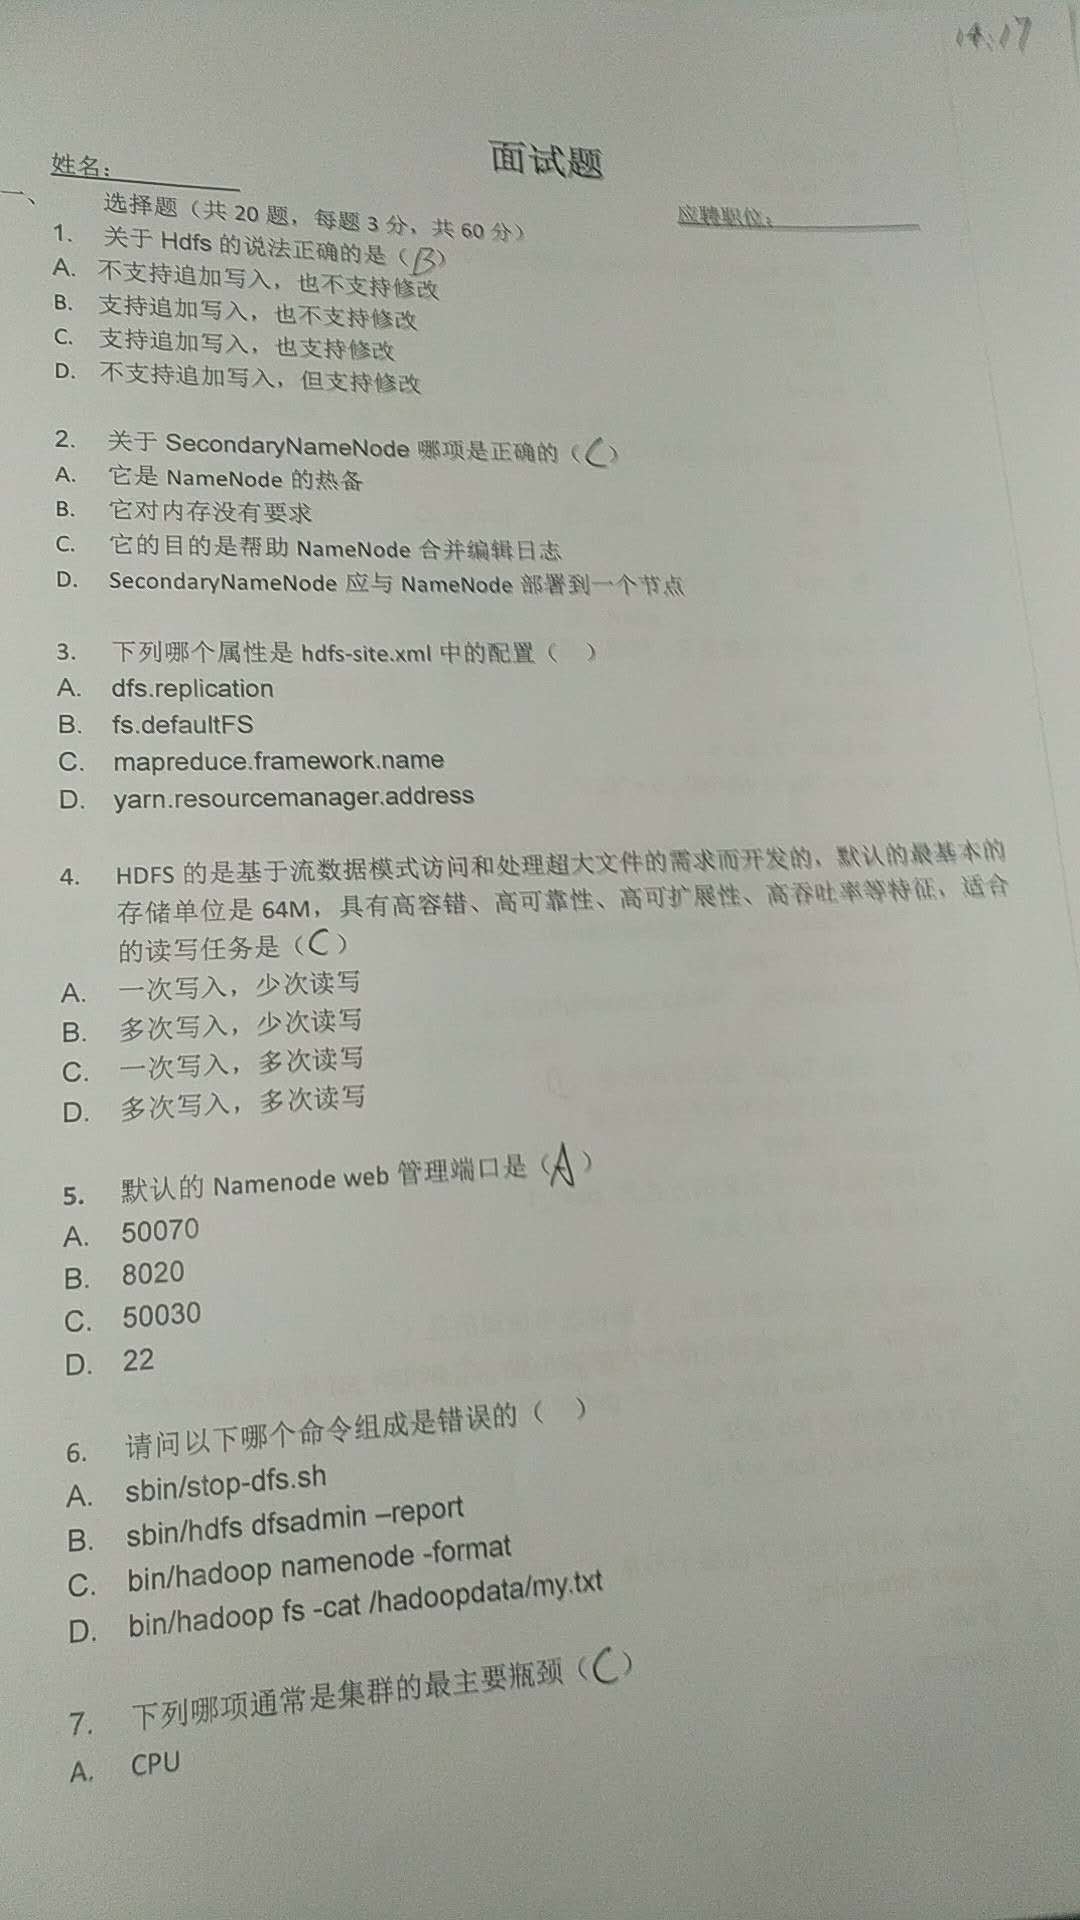 14:17
面试题
姓名：
应聘职位：
一、 选择题（共 20 题，每题 3 分，共 60 分）
1. 关于 Hdfs 的说法正确的是（B）
A. 不支持追加写入，也不支持修改
B. 支持追加写入，也不支持修改
C. 支持追加写入，也支持修改
D. 不支持追加写入，但支持修改
2. 关于 SecondaryNameNode 哪项是正确的（C）
A. 它是 NameNode 的热备
B. 它对内存没有要求
C. 它的目的是帮助 NameNode 合并编辑日志
D. SecondaryNameNode 应与 NameNode 部署到一个节点
3. 下列哪个属性是 hdfs-site.xml 中的配置（ ）
A. dfs.replication
B. fs.defaultFS
C. mapreduce.framework.name
D. yarn.resourcemanager.address
4. HDFS 的是基于流数据模式访问和处理超大文件的需求而开发的，默认的最基本的
存储单位是 64M，具有高容错、高可靠性、高可扩展性、高吞吐率等特征，适合
的读写任务是（C）
A. 一次写入，少次读写
B. 多次写入，少次读写
C. 一次写入，多次读写
D. 多次写入，多次读写
5. 默认的 Namenode web 管理端口是（A）
A. 50070
B. 8020
C. 50030
D. 22
6. 请问以下哪个命令组成是错误的（ ）
A. sbin/stop-dfs.sh
B. sbin/hdfs dfsadmin –report
C. bin/hadoop namenode -format
D. bin/hadoop fs -cat /hadoopdata/my.txt
7. 下列哪项通常是集群的最主要瓶颈（C）
A. CPU